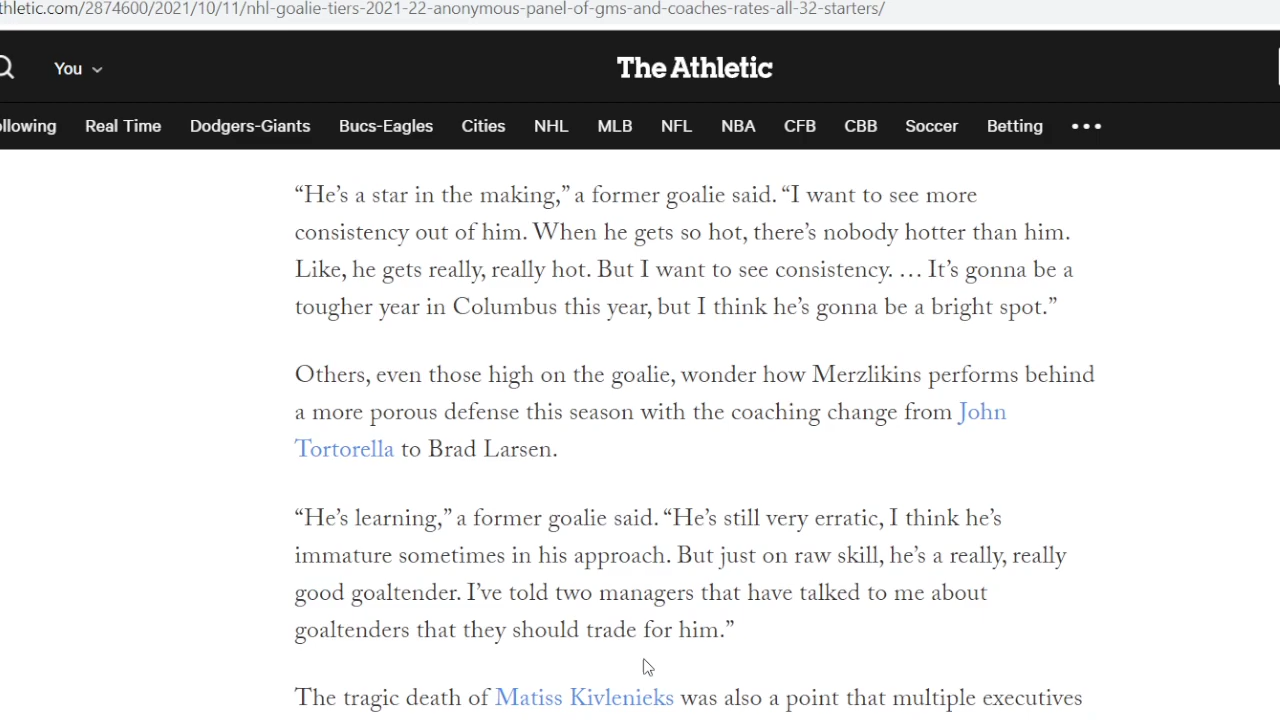 thletic.com/2874600/2021/10/11/nhl-goalie-tiers-2021-22-anonymous-panel-of-gms-and-coaches-rates-all-32-starters/
You
The Athletic
ollowing Real Time Dodgers-Giants Bucs-Eagles Cities NHL MLB NFL NBA CFB CBB Soccer Betting •••
“He’s a star in the making,” a former goalie said. “I want to see more
consistency out of him. When he gets so hot, there’s nobody hotter than him.
Like, he gets really, really hot. But I want to see consistency. … It’s gonna be a
tougher year in Columbus this year, but I think he’s gonna be a bright spot.”
Others, even those high on the goalie, wonder how Merzlikins performs behind
a more porous defense this season with the coaching change from John
Tortorella to Brad Larsen.
“He’s learning,” a former goalie said. “He’s still very erratic, I think he’s
immature sometimes in his approach. But just on raw skill, he’s a really, really
good goaltender. I’ve told two managers that have talked to me about
goaltenders that they should trade for him.”
The tragic death of Matiss Kivlenieks was also a point that multiple executives